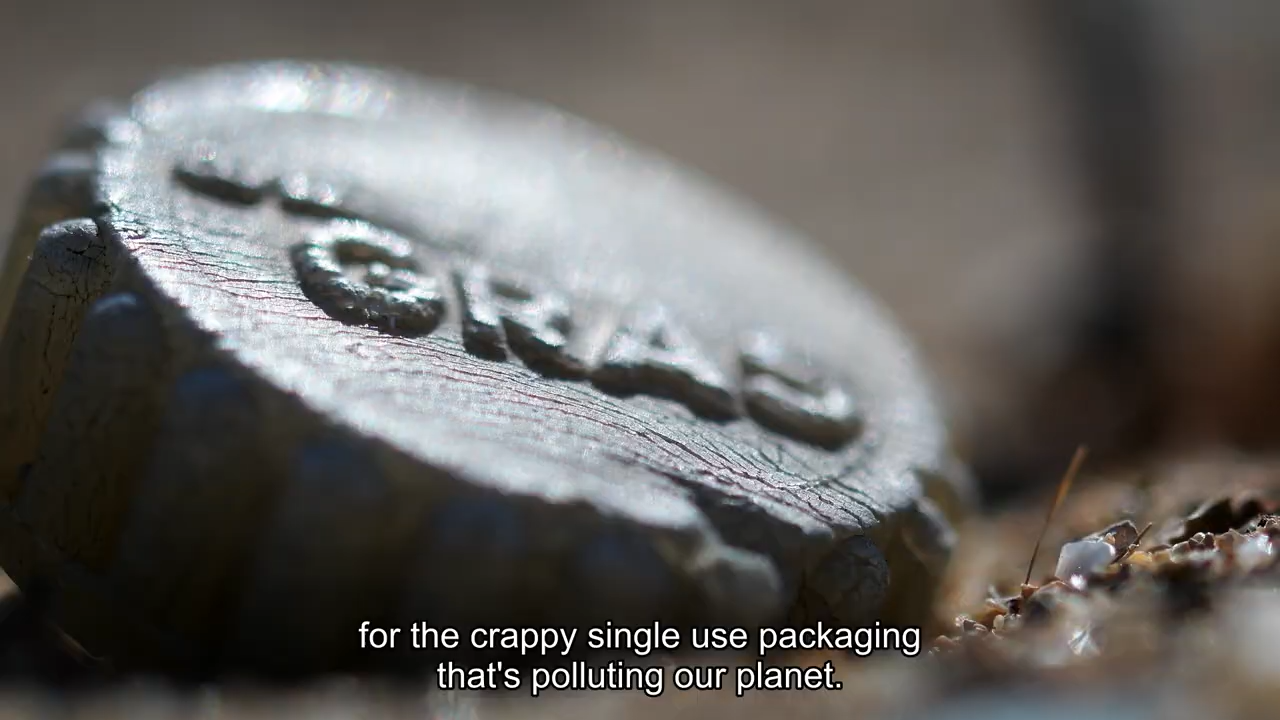 for the crappy single use packaging
that's polluting our planet.